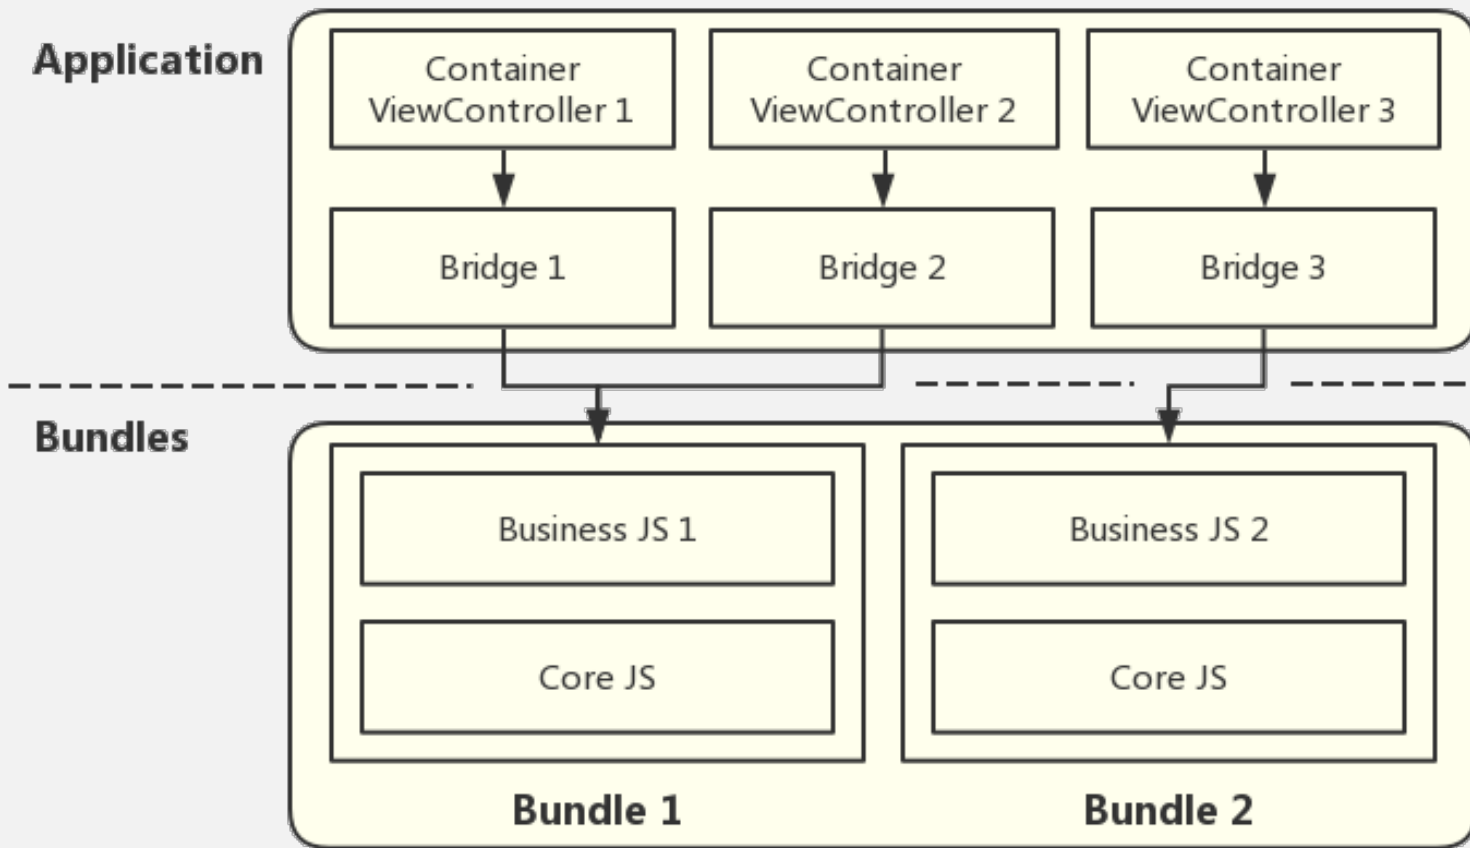 Application
Container
ViewController 1
Container
ViewController 2
Container
ViewController 3
Bridge 1
Bridge 2
Bridge 3
Bundles
Business JS 1
Business JS 2
Core JS
Core JS
Bundle 1
Bundle 2